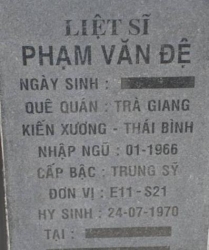 LIỆT SĨ
PHẠM VĂN ĐỆ
NGÀY SINH :
QUÊ QUÁN : TRÀ GIANG
KIẾN XƯƠNG - THÁI BÌNH
NHẬP NGŨ : 01-1966
CẤP BẬC : TRUNG SỸ
ĐƠN VỊ : E11 - S21
HY SINH : 24-07-1970
TẠI :